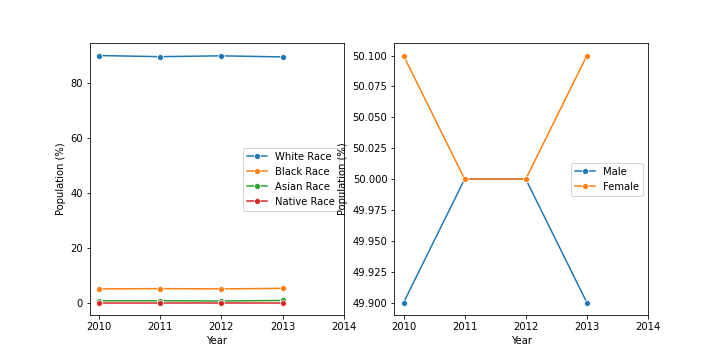 80
60
40
20
0
Population (%)
2010
2011
2012
2013
2014
Year
White Race
Black Race
Asian Race
Native Race
50.100
50.075
50.050
50.025
50.000
49.975
49.950
49.925
49.900
Population (%)
2010
2011
2012
2013
2014
Year
Male
Female